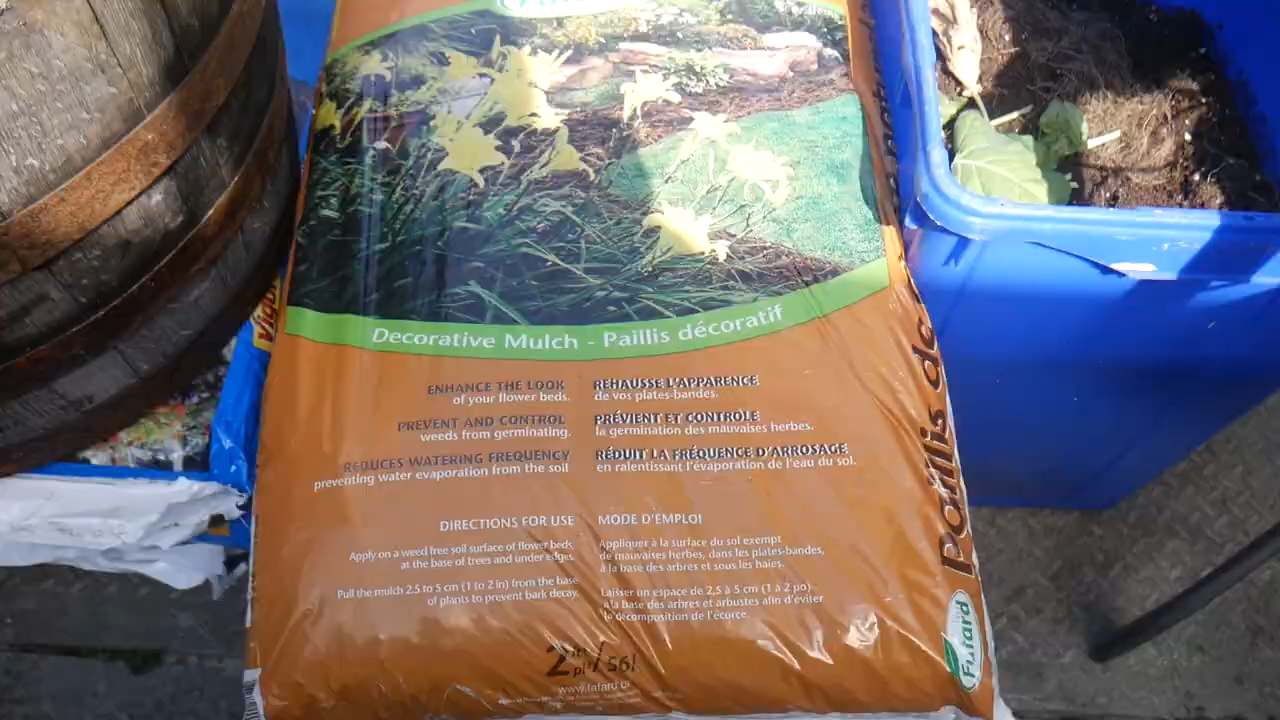 Decorative Mulch - Paillis décoratif
ENHANCE THE LOOK
of your flower beds.
PREVENT AND CONTROL
weeds from germinating.
REDUCES WATERING FREQUENCY
preventing water evaporation from the soil
REHAUSSE L'APPARENCE
de vos plates-bandes.
PRÉVIENT ET CONTRÔLE
la germination des mauvaises herbes.
RÉDUIT LA FRÉQUENCE D'ARROSAGE
en ralentissant l'évaporation de l'eau du sol.
DIRECTIONS FOR USE
Apply on a weed free soil surface of flower beds,
at the base of trees and under edges.
Pull the mulch 2.5 to 5 cm (1 to 2 in) from the base
of plants to prevent bark decay.
MODE D'EMPLOI
Appliquer à la surface du sol exempt
de mauvaises herbes, dans les plates-bandes,
à la base des arbres et sous les haies.
Laisser un espace de 2,5 à 5 cm (1 à 2 po)
à la base des arbres et arbustes afin d'éviter
la décomposition de l'écorce.
2 / 56l
www.fafard.ca
Paillis de
Fafard